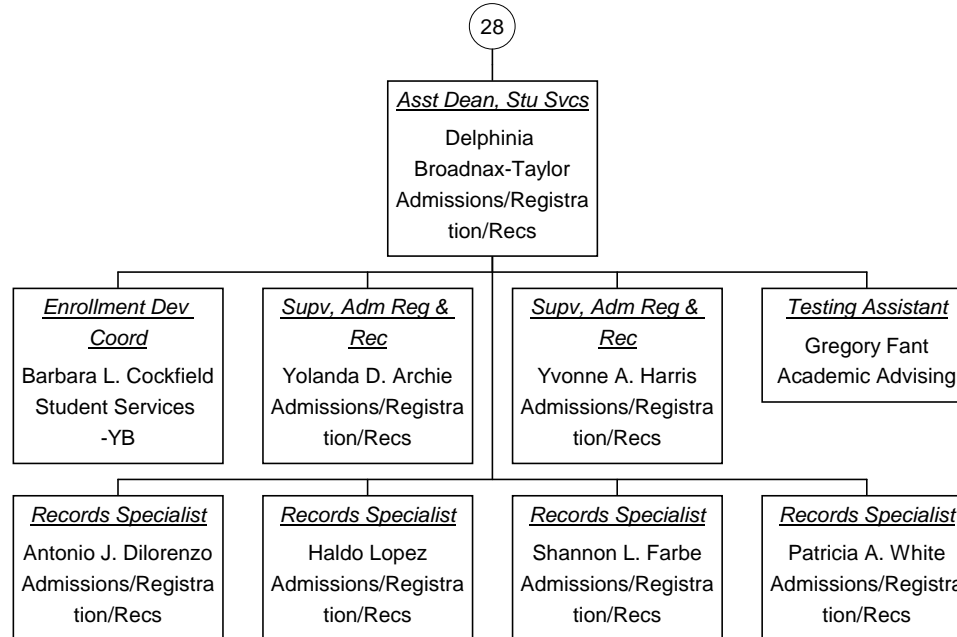 28
Asst Dean, Stu Svcs
Delphinia
Broadnax-Taylor
Admissions/Registra
tion/Recs
Enrollment Dev
Coord
Barbara L. Cockfield
Student Services
-YB
Supv, Adm Reg &
Rec
Yolanda D. Archie
Admissions/Registra
tion/Recs
Supv, Adm Reg &
Rec
Yvonne A. Harris
Admissions/Registra
tion/Recs
Testing Assistant
Gregory Fant
Academic Advising
Records Specialist
Antonio J. Dilorenzo
Admissions/Registra
tion/Recs
Records Specialist
Haldo Lopez
Admissions/Registra
tion/Recs
Records Specialist
Shannon L. Farbe
Admissions/Registra
tion/Recs
Records Specialist
Patricia A. White
Admissions/Registra
tion/Recs